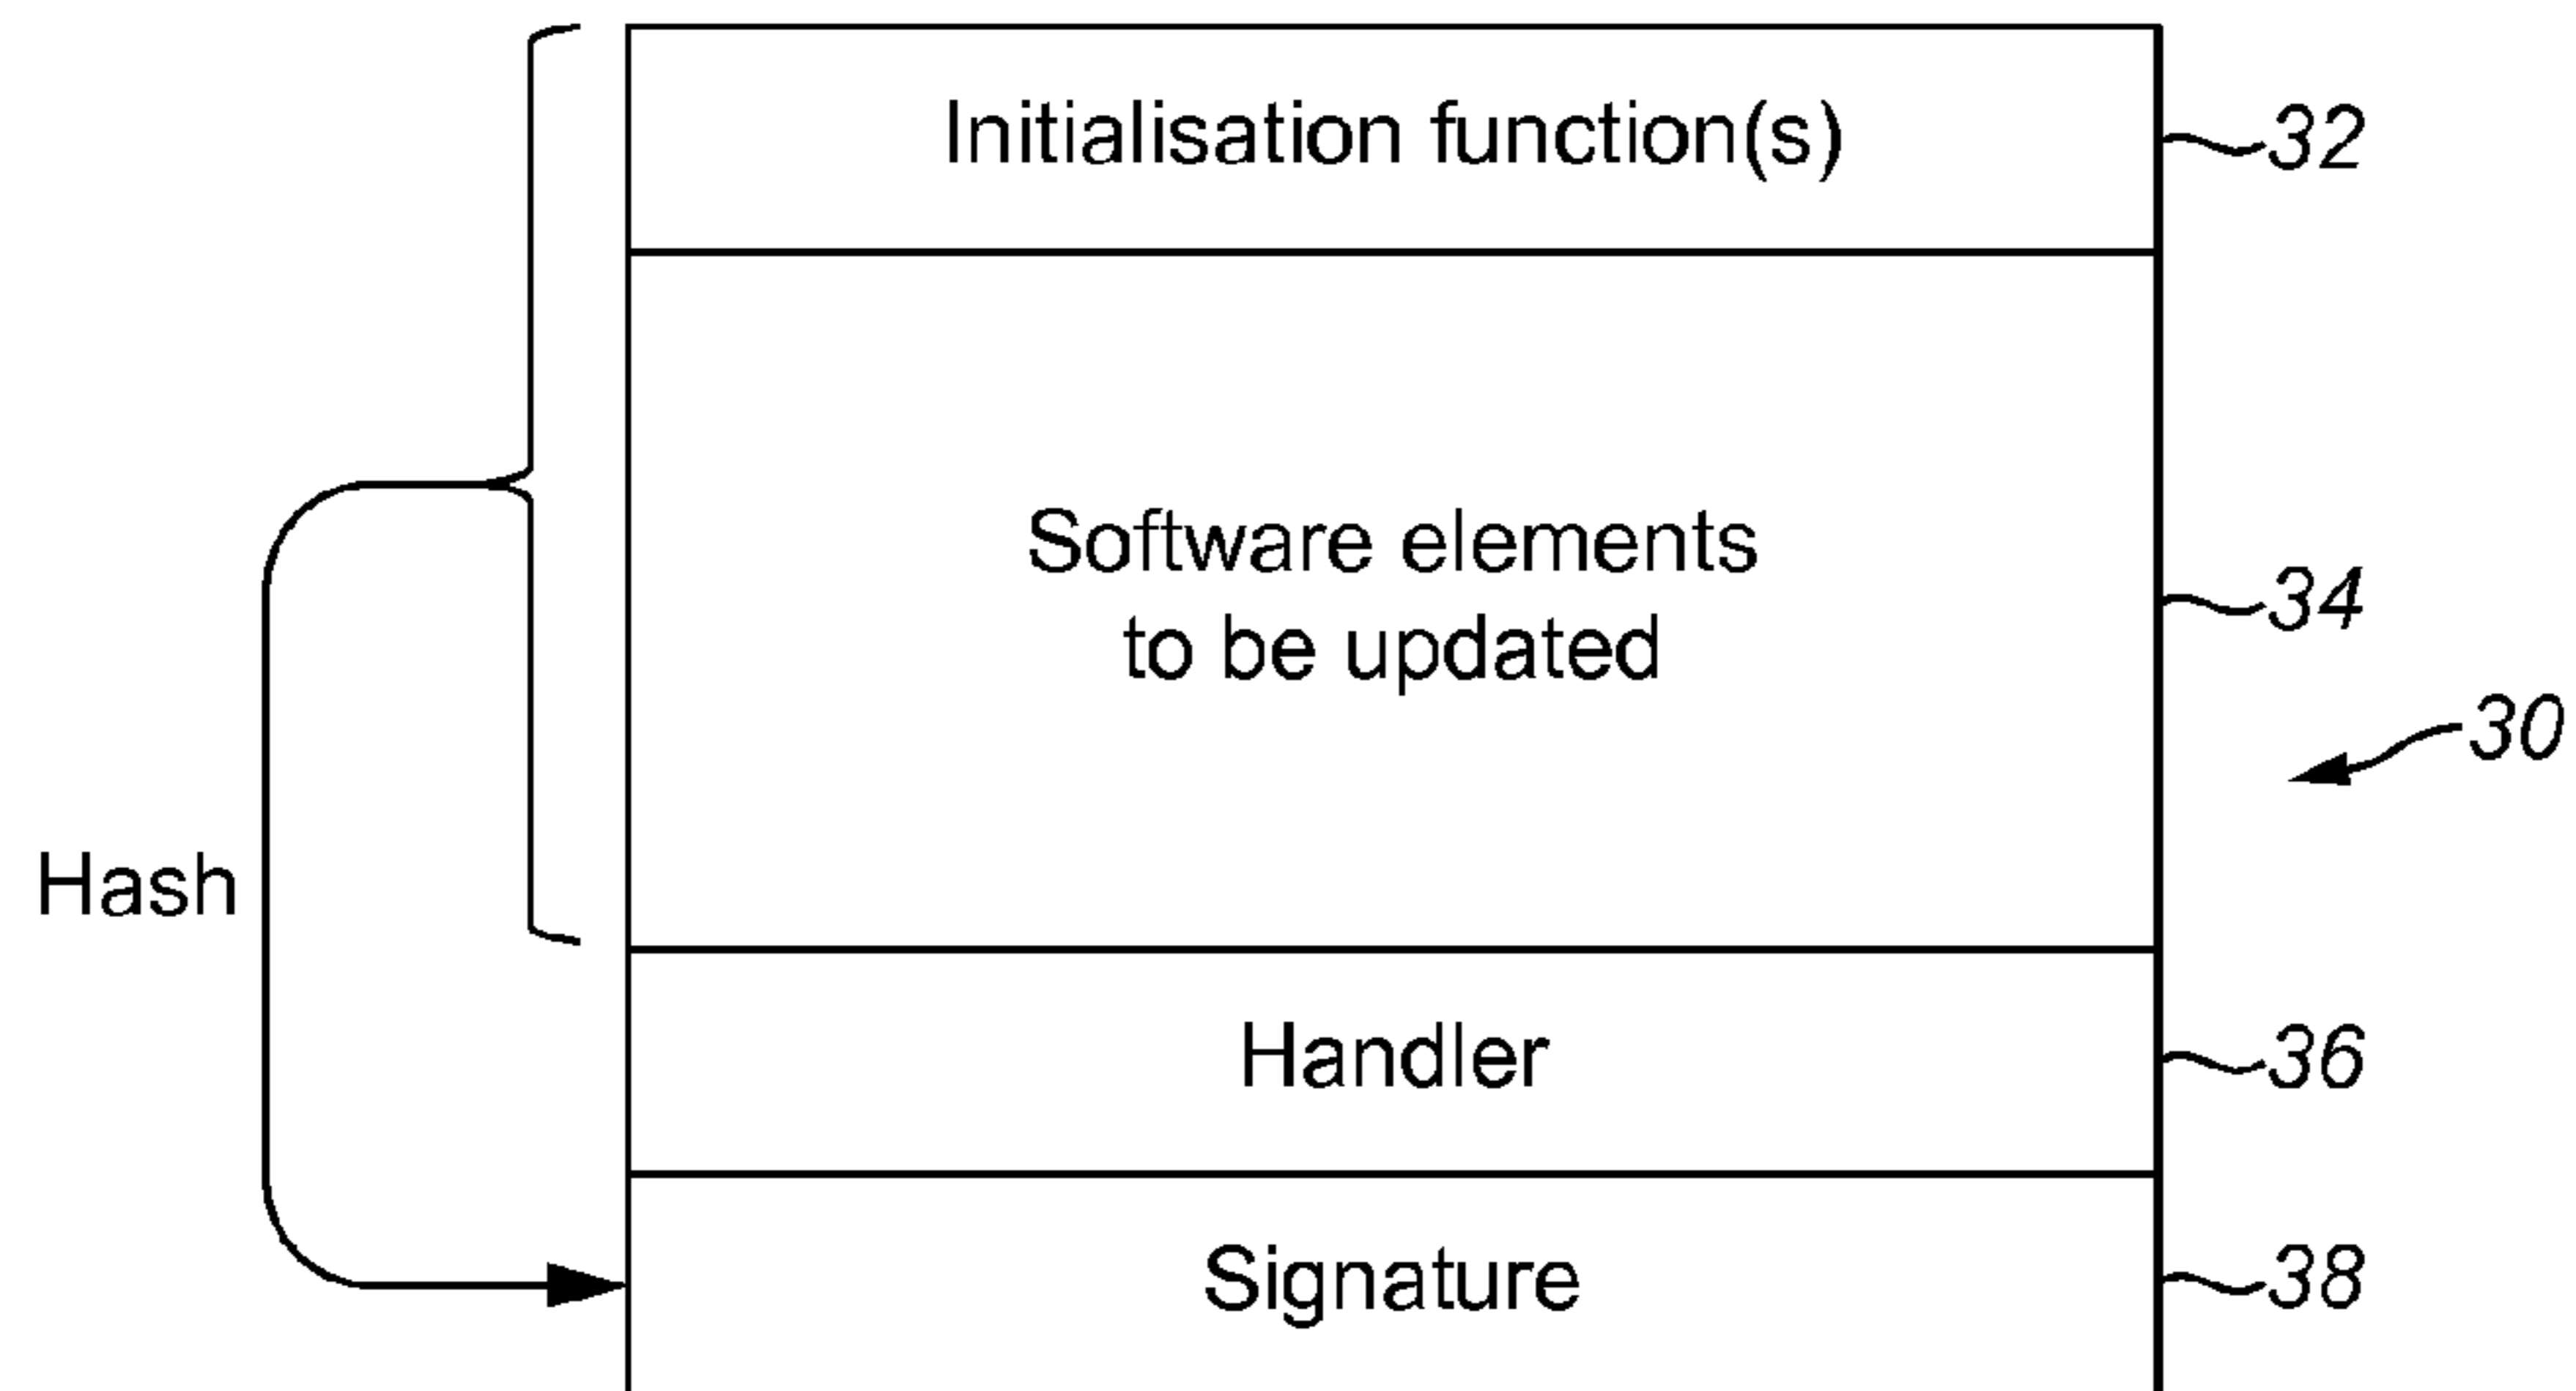 Initialisation function(s)
32
Software elements
to be updated
34
30
Hash
Handler
36
Signature
38